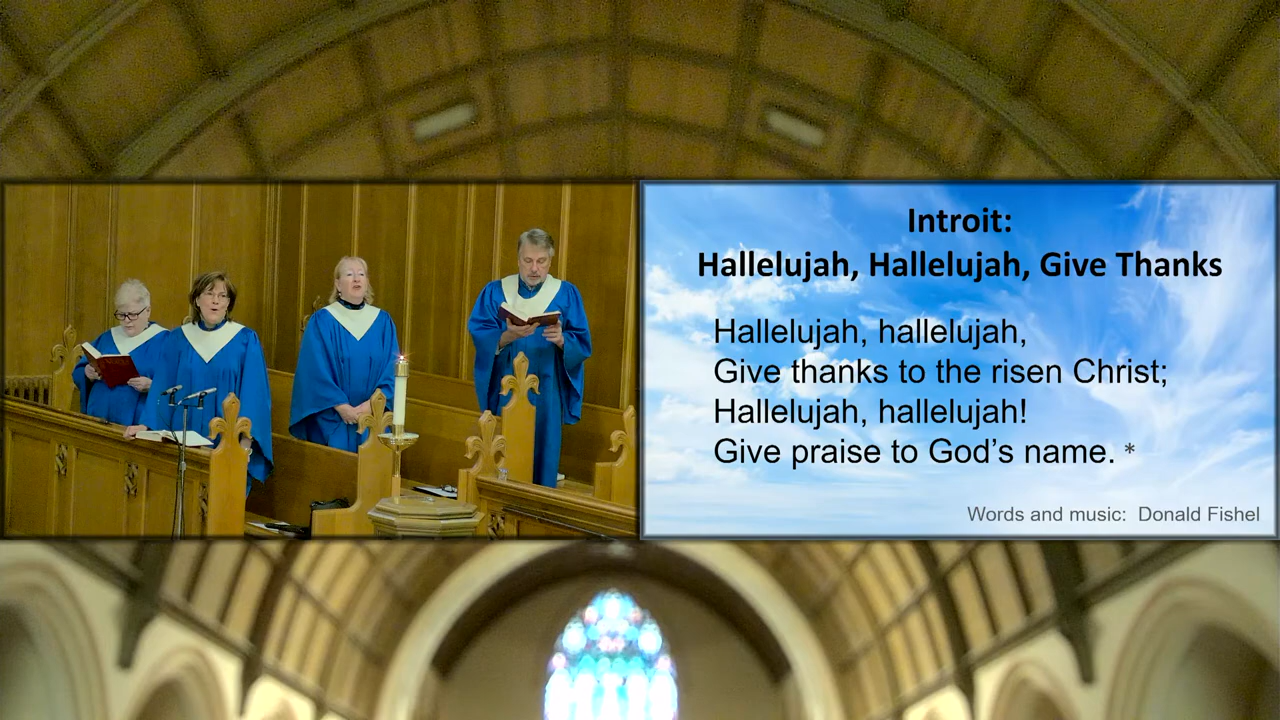 Introit:
Hallelujah, Hallelujah, Give Thanks
Hallelujah, hallelujah,
Give thanks to the risen Christ;
Hallelujah, hallelujah!
Give praise to God’s name. *
Words and music:  Donald Fishel